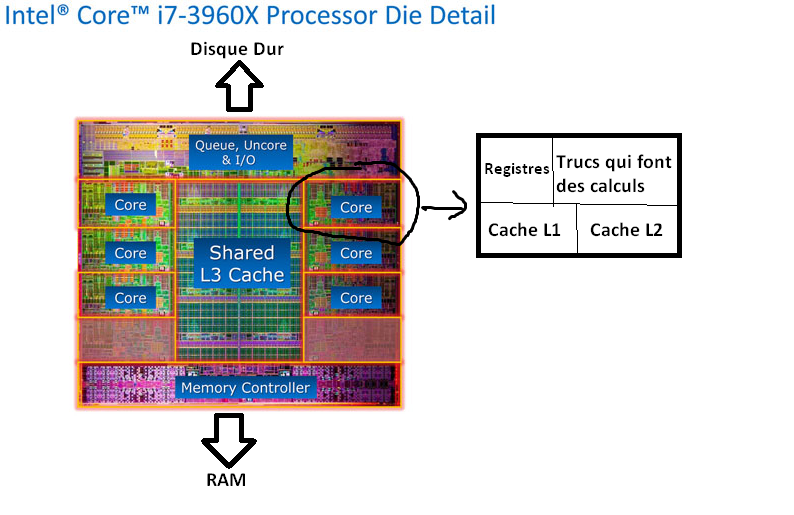 Intel® Core™ i7-3960X Processor Die Detail
Disque Dur
Queue, Uncore
& I/O
Core
Core
Core
Shared
L3 Cache
Core
Core
Core
Memory Controller
RAM
Registres
Trucs qui font
des calculs
Cache L1
Cache L2